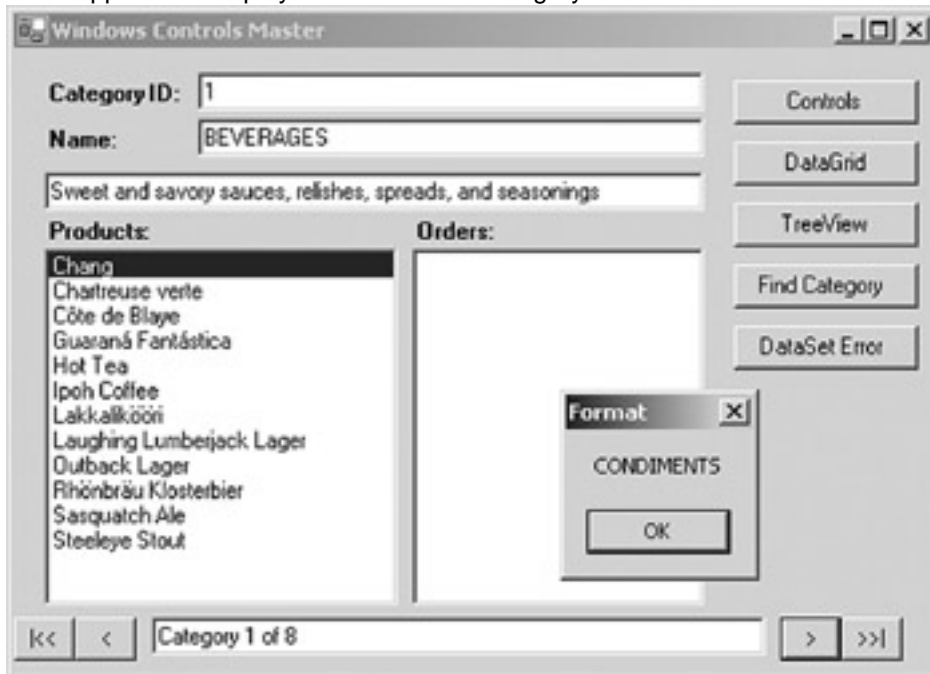 Windows Controls Master
Category ID: 1
Name: BEVERAGES
Sweet and savory sauces, relishes, spreads, and seasonings
Products:
Orders:
Chang
Chartreuse verte
Côte de Blaye
Guaraná Fantástica
Hot Tea
Ipoh Coffee
Lakkalikööri
Laughing Lumberjack Lager
Outback Lager
Rhönbräu Klosterbier
Sasquatch Ale
Steeleye Stout
Controls
DataGrid
TreeView
Find Category
DataSet Error
Format
CONDIMENTS
OK
|<<
<
Category 1 of 8
>
>>|